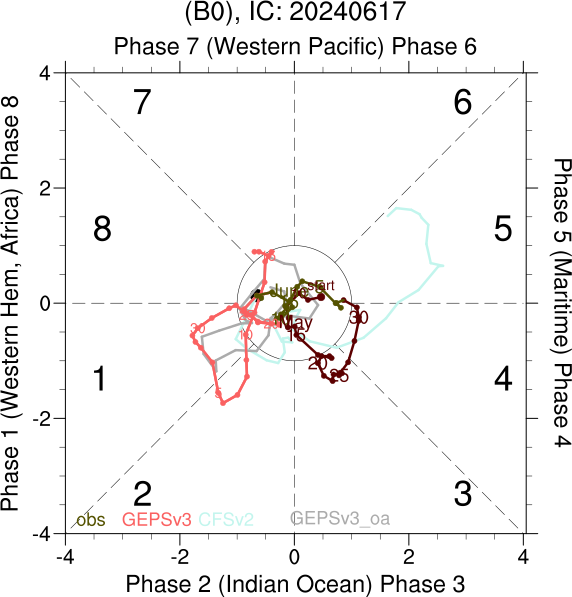 (B0), IC: 20240617
Phase 7 (Western Pacific) Phase 6
Phase 1 (Western Hem, Africa) Phase 8
Phase 5 (Maritime) Phase 4
4
2
0
-2
-4
7
6
8
5
1
4
2
3
start
June
May
30
15
20
25
30
5
10
15
obs
GEPSv3
CFSv2
GEPSv3_oa
-4
-2
0
2
4
Phase 2 (Indian Ocean) Phase 3